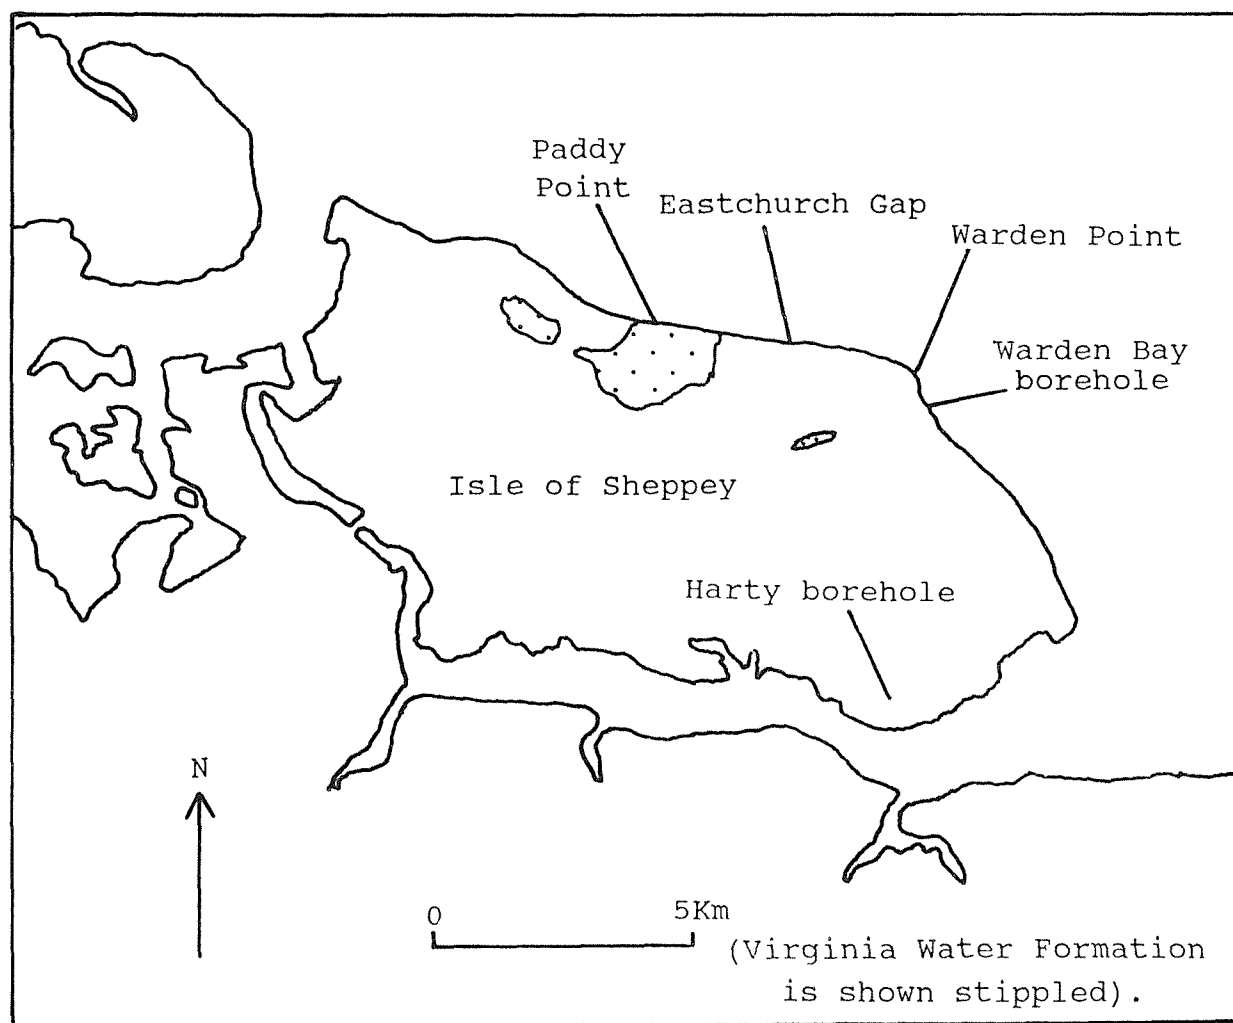 Paddy
Point
Eastchurch Gap
Warden Point
Warden Bay
borehole
Isle of Sheppey
Harty borehole
N
0
5Km
(Virginia Water Formation
is shown stippled).